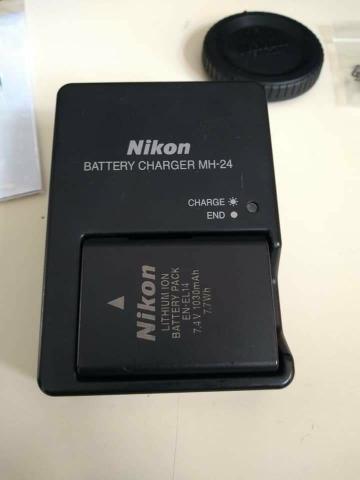 Nikon
BATTERY CHARGER MH-24
CHARGE
END
Nikon
LITHIUM ION
BATTERY PACK
EN-EL14
7.4V 1030mAh
7.7Wh